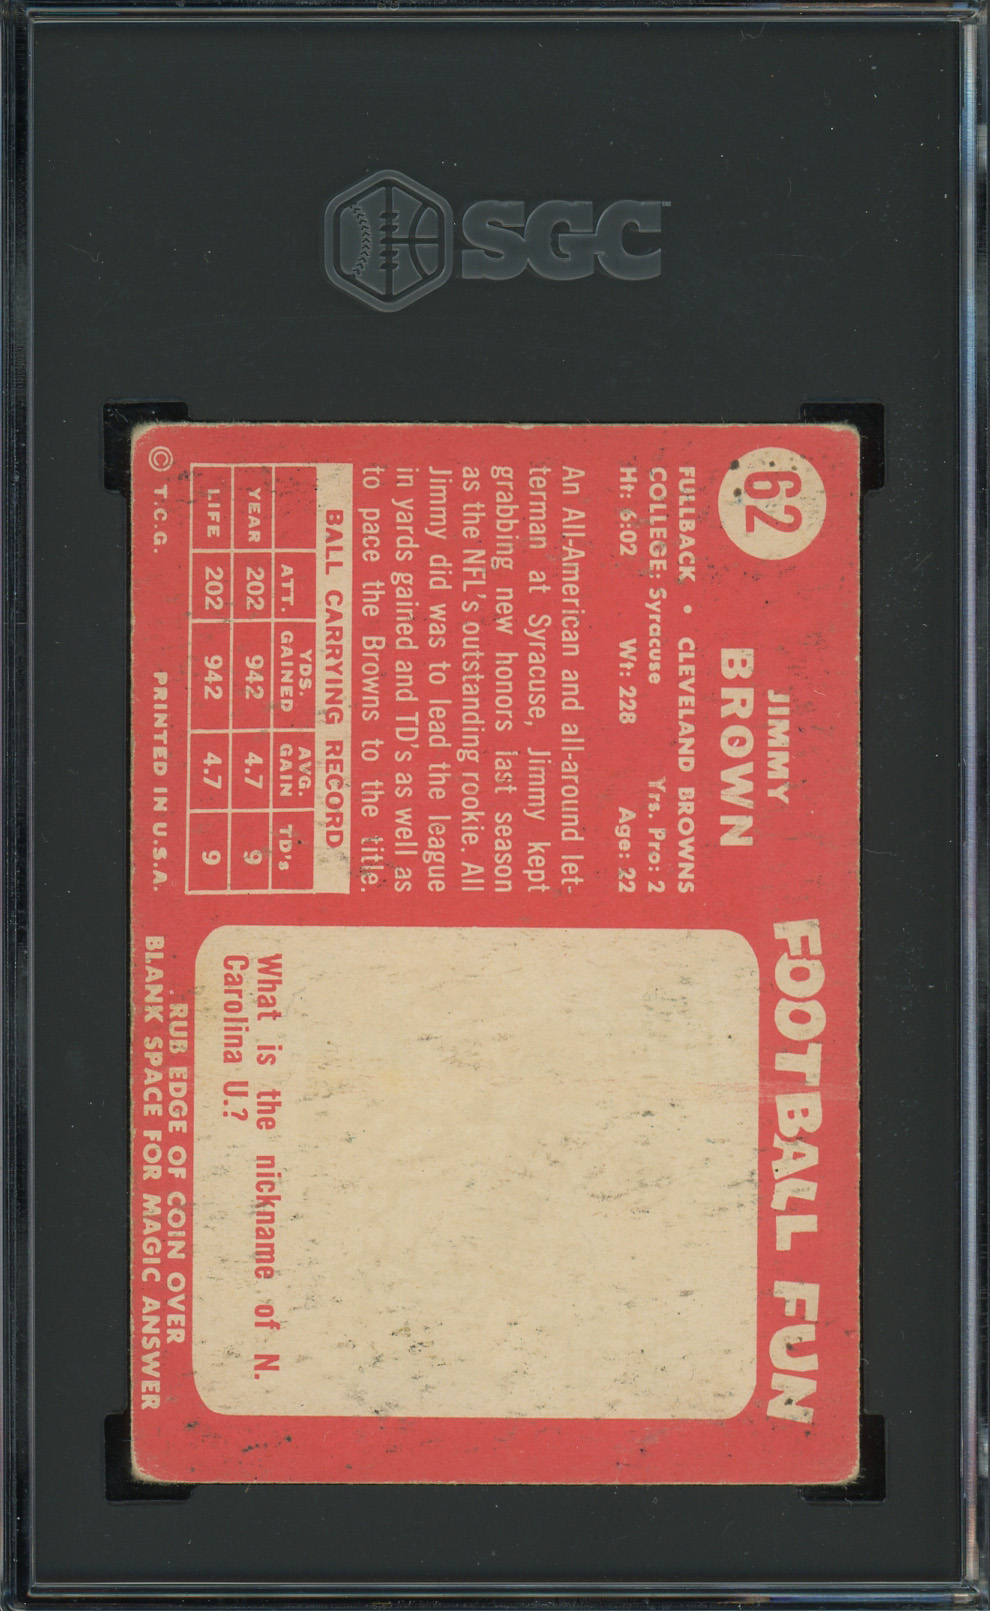 SGC
62
JIMMY
BROWN
FULLBACK • CLEVELAND BROWNS
COLLEGE: Syracuse Yrs. Pro: 2
Ht: 6:02 Wt: 228 Age: 22
An All-American and all-around let-
terman at Syracuse, Jimmy kept
grabbing new honors last season
as the NFL's outstanding rookie. All
Jimmy did was to lead the league
in yards gained and TD's as well as
to pace the Browns to the title.
BALL CARRYING RECORD
ATT. YDS. GAINED AVG. GAIN TD's
YEAR 202 942 4.7 9
LIFE 202 942 4.7 9
© T.C.G. PRINTED IN U.S.A.
FOOTBALL FUN
What is the nickname of N.
Carolina U.?
RUB EDGE OF COIN OVER
BLANK SPACE FOR MAGIC ANSWER